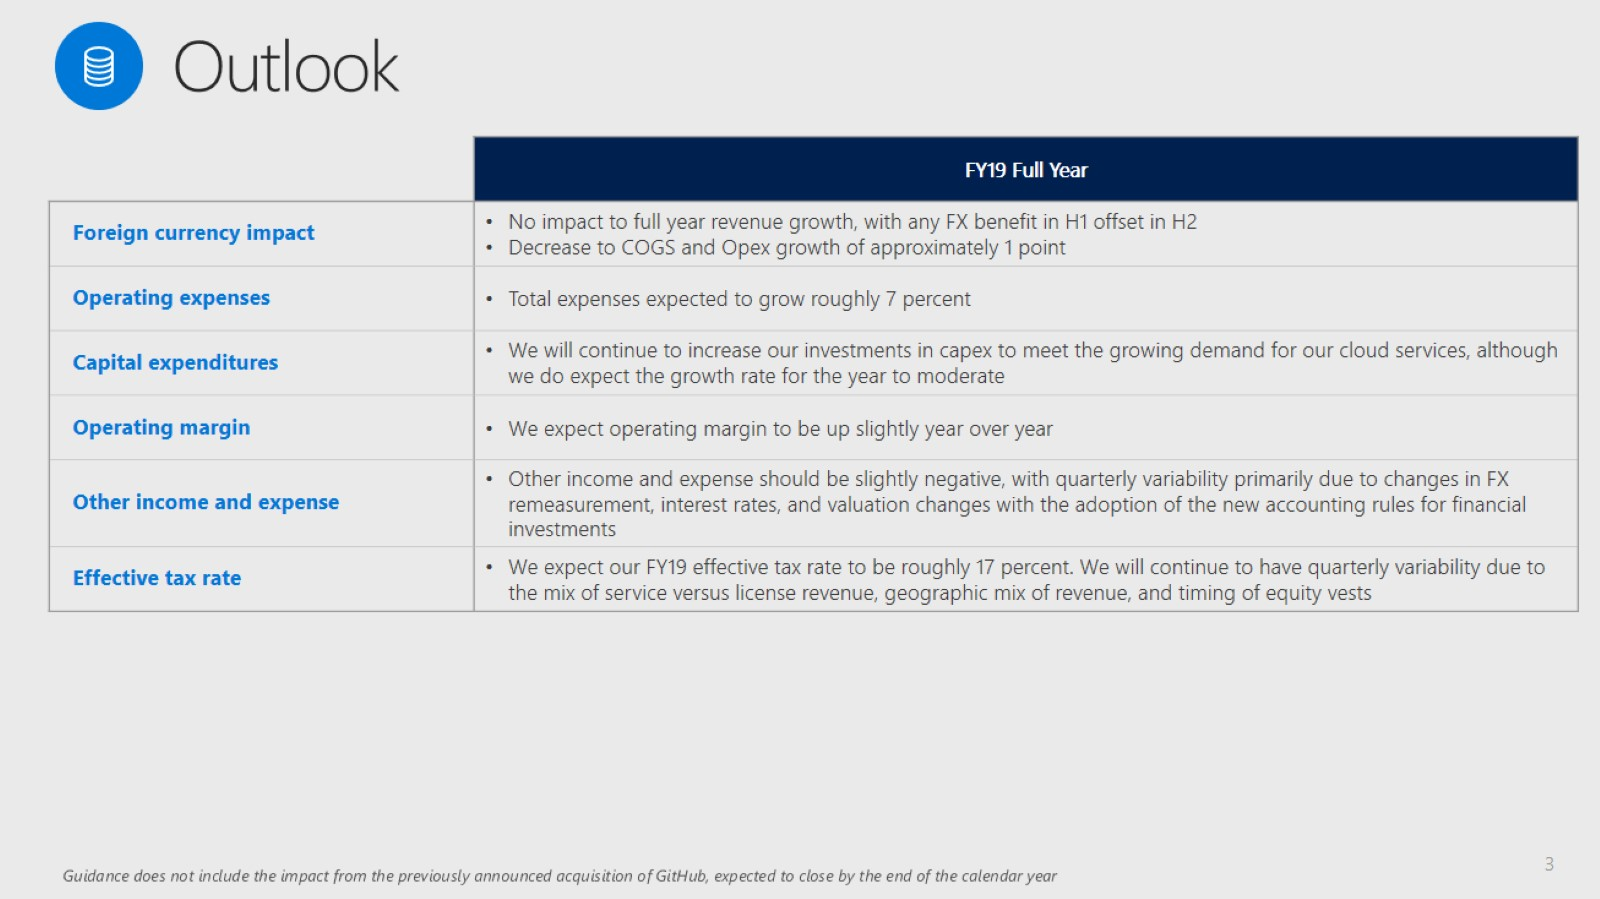 Outlook
FY19 Full Year
Foreign currency impact
• No impact to full year revenue growth, with any FX benefit in H1 offset in H2
• Decrease to COGS and Opex growth of approximately 1 point
Operating expenses
• Total expenses expected to grow roughly 7 percent
Capital expenditures
• We will continue to increase our investments in capex to meet the growing demand for our cloud services, although
we do expect the growth rate for the year to moderate
Operating margin
• We expect operating margin to be up slightly year over year
Other income and expense
• Other income and expense should be slightly negative, with quarterly variability primarily due to changes in FX
remeasurement, interest rates, and valuation changes with the adoption of the new accounting rules for financial
investments
Effective tax rate
• We expect our FY19 effective tax rate to be roughly 17 percent. We will continue to have quarterly variability due to
the mix of service versus license revenue, geographic mix of revenue, and timing of equity vests
Guidance does not include the impact from the previously announced acquisition of GitHub, expected to close by the end of the calendar year
3